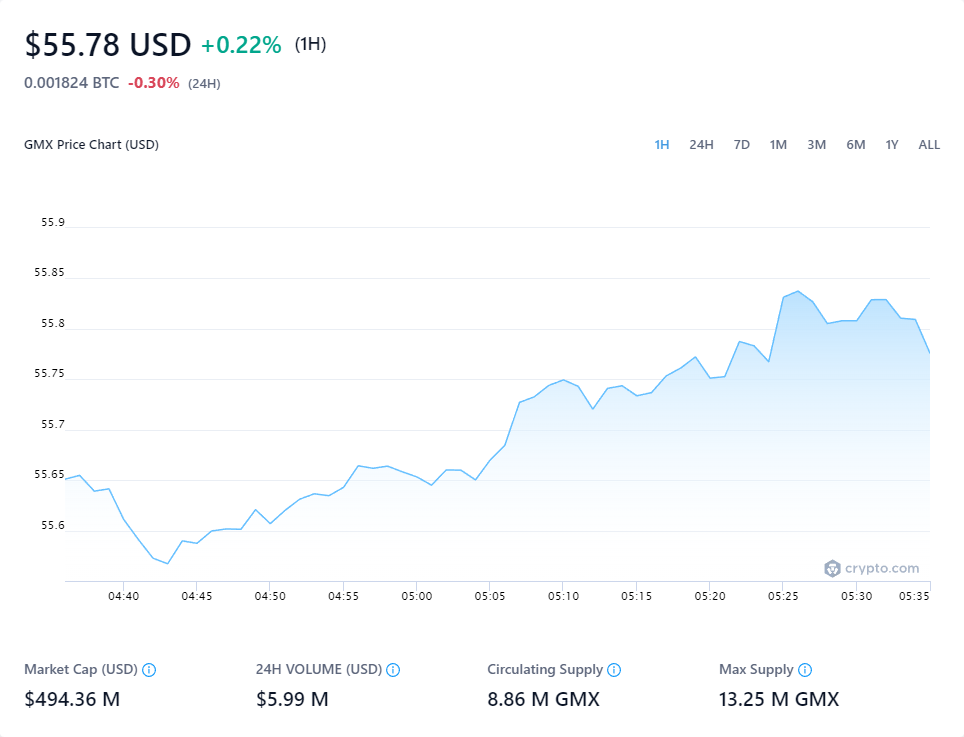 $55.78 USD +0.22% (1H)
0.001824 BTC -0.30% (24H)
GMX Price Chart (USD) 1H 24H 7D 1M 3M 6M 1Y ALL
55.9
55.85
55.8
55.75
55.7
55.65
55.6
crypto.com
04:40 04:45 04:50 04:55 05:00 05:05 05:10 05:15 05:20 05:25 05:30 05:35
Market Cap (USD) 24H VOLUME (USD) Circulating Supply Max Supply
$494.36 M $5.99 M 8.86 M GMX 13.25 M GMX